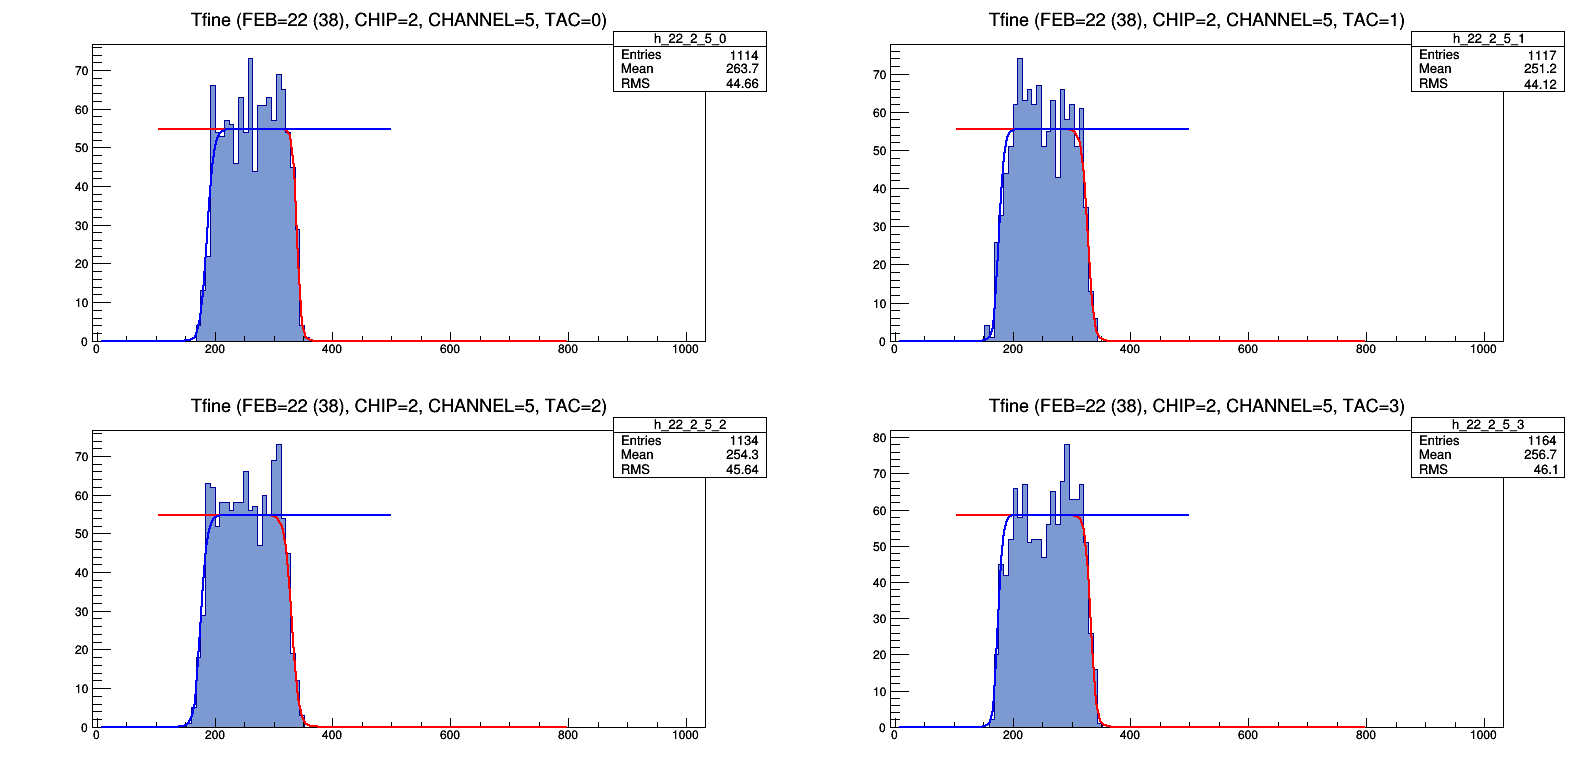 Tfine (FEB=22 (38), CHIP=2, CHANNEL=5, TAC=0)
h_22_2_5_0
Entries 1114
Mean 263.7
RMS 44.66
70
60
50
40
30
20
10
0
0 200 400 600 800 1000
Tfine (FEB=22 (38), CHIP=2, CHANNEL=5, TAC=1)
h_22_2_5_1
Entries 1117
Mean 251.2
RMS 44.12
70
60
50
40
30
20
10
0
0 200 400 600 800 1000
Tfine (FEB=22 (38), CHIP=2, CHANNEL=5, TAC=2)
h_22_2_5_2
Entries 1134
Mean 254.3
RMS 45.64
70
60
50
40
30
20
10
0
0 200 400 600 800 1000
Tfine (FEB=22 (38), CHIP=2, CHANNEL=5, TAC=3)
h_22_2_5_3
Entries 1164
Mean 256.7
RMS 46.1
80
70
60
50
40
30
20
10
0
0 200 400 600 800 1000